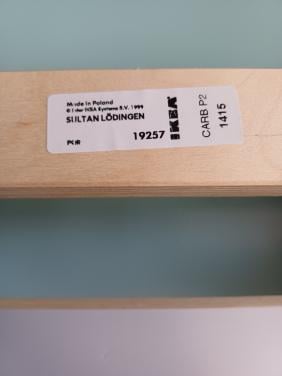 Made in Poland
© Inter IKEA Systems B.V. 1999
SULTAN LÖDINGEN
19257
IKEA
CARB P2
1415